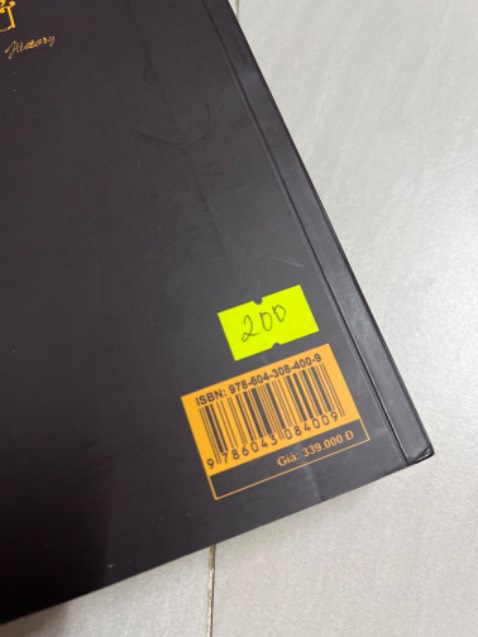 History
200
ISBN: 978-604-308-400-9
9 786043 084009
Giá: 339.000 Đ